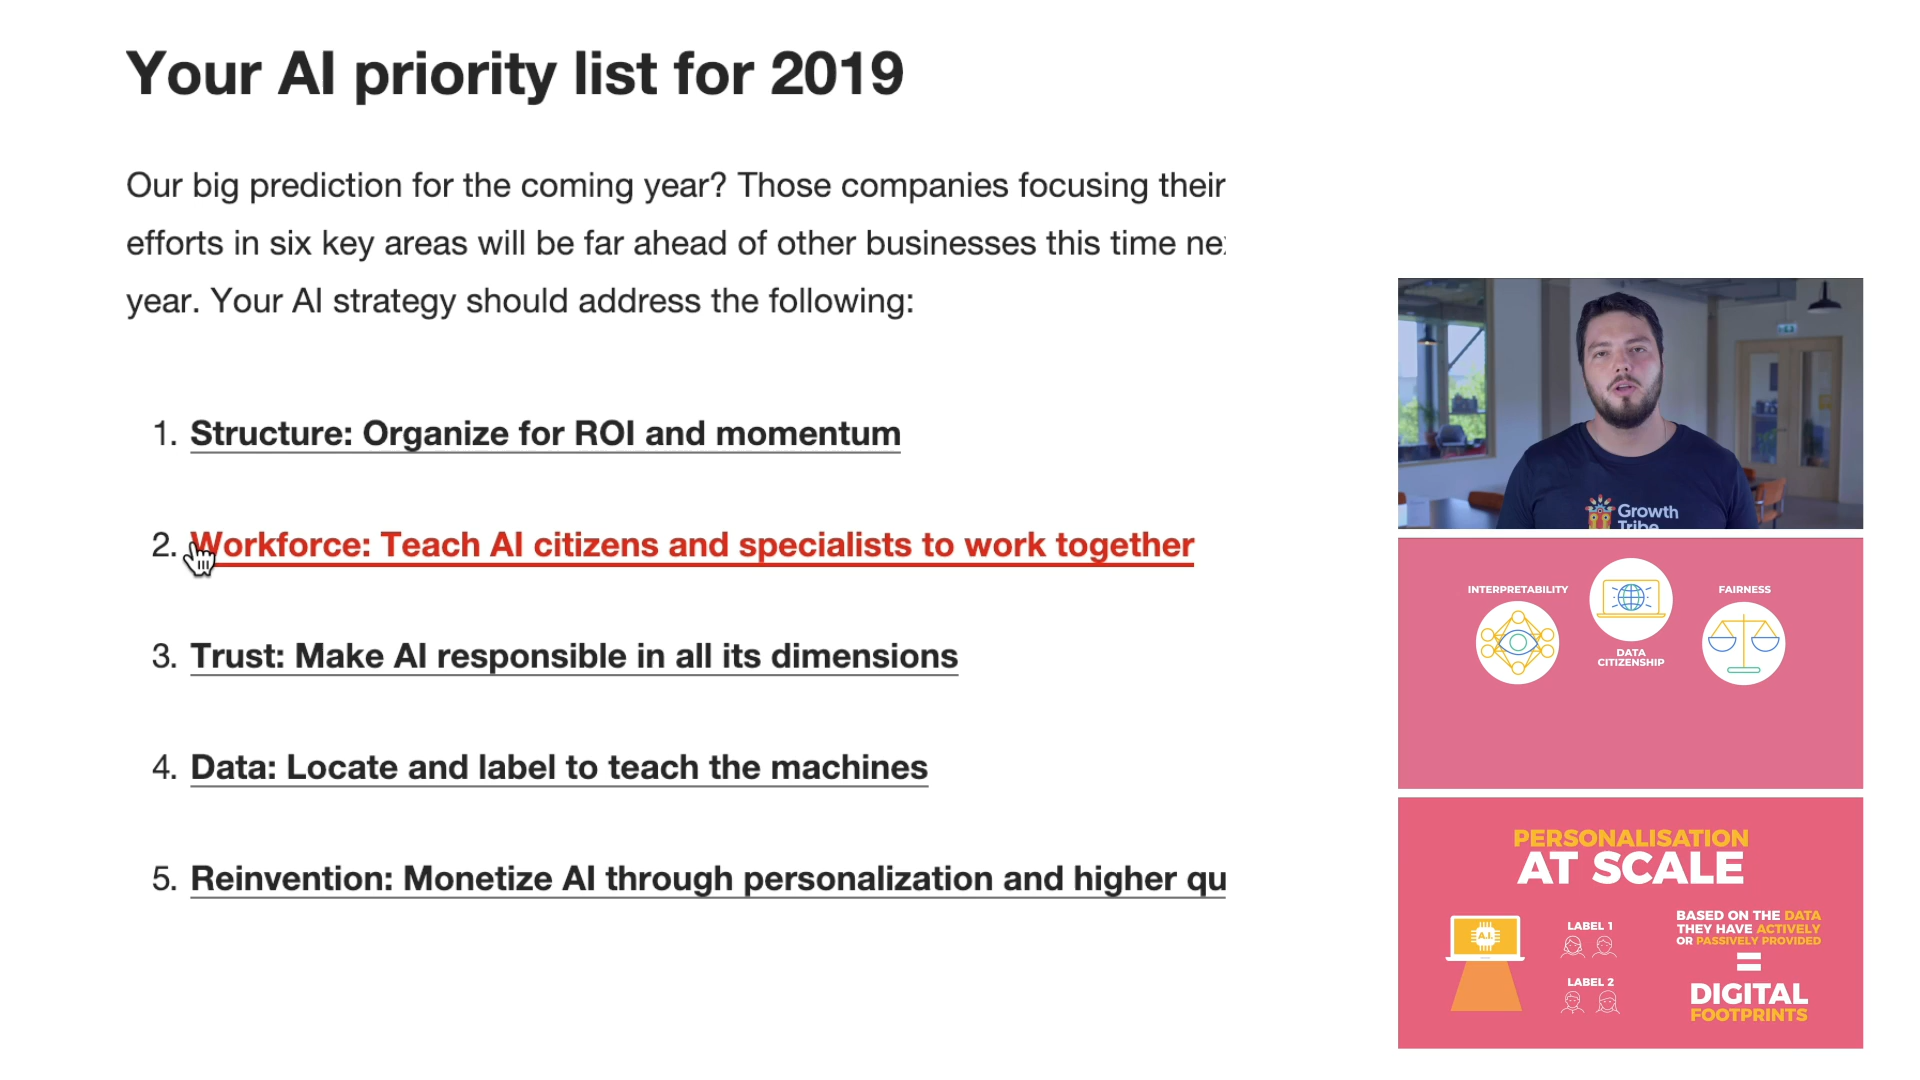 Your AI priority list for 2019
Our big prediction for the coming year? Those companies focusing their
efforts in six key areas will be far ahead of other businesses this time
year. Your AI strategy should address the following:
1. Structure: Organize for ROI and momentum
2. Workforce: Teach AI citizens and specialists to work together
3. Trust: Make AI responsible in all its dimensions
4. Data: Locate and label to teach the machines
5. Reinvention: Monetize AI through personalization and higher qu
Growth
Tribe
INTERPRETABILITY
DATA
CITIZENSHIP
FAIRNESS
PERSONALISATION
AT SCALE
A.I.
LABEL 1
LABEL 2
BASED ON THE DATA
THEY HAVE ACTIVELY
OR PASSIVELY PROVIDED
=
DIGITAL
FOOTPRINTS